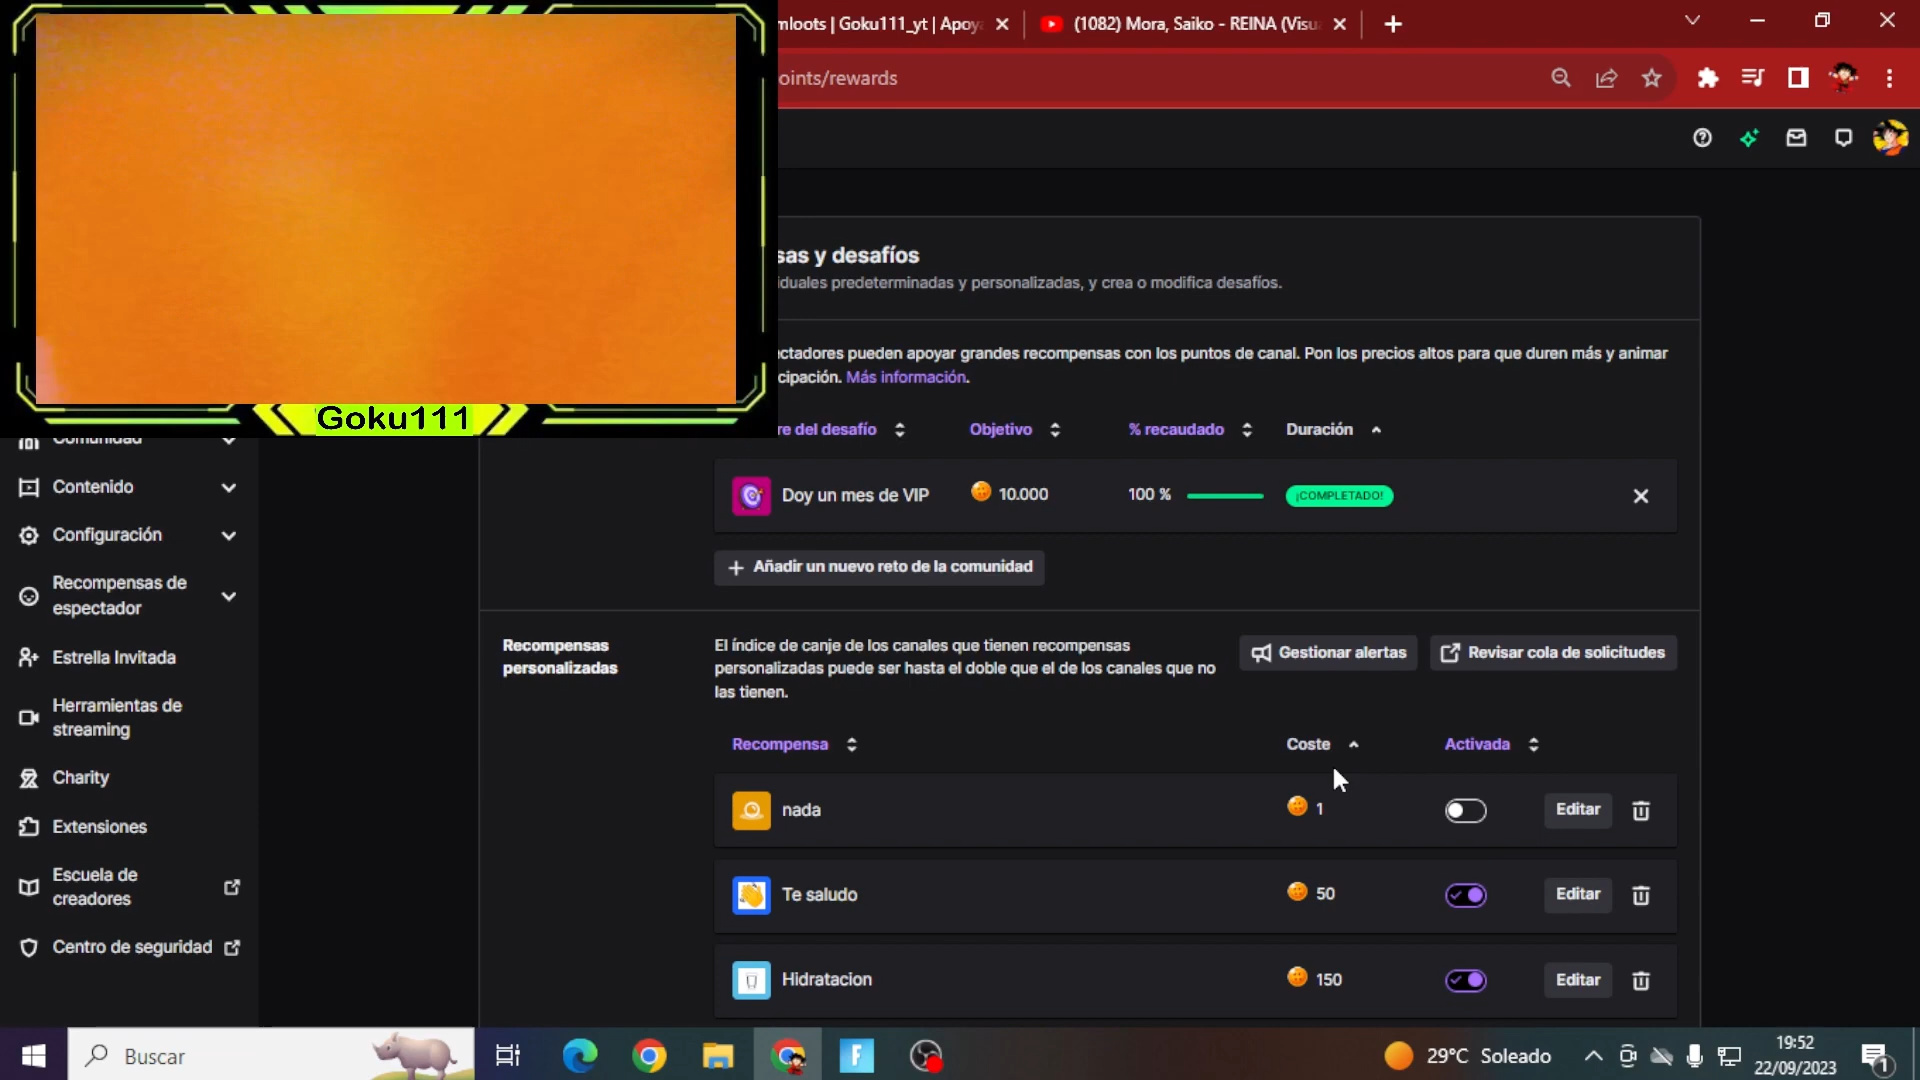 mloots | Goku111_yt | Apoy
(1082) Mora, Saiko - REINA (Visu
oints/rewards
Goku111
sas y desafíos
iduales predeterminadas y personalizadas, y crea o modifica desafíos.
ectadores pueden apoyar grandes recompensas con los puntos de canal. Pon los precios altos para que duren más y animar
cipación. Más información.
re del desafío
Objetivo
% recaudado
Duración
Doy un mes de VIP
10.000
100 %
¡COMPLETADO!
+ Añadir un nuevo reto de la comunidad
Comunidad
Contenido
Configuración
Recompensas de
espectador
Estrella Invitada
Herramientas de
streaming
Charity
Extensiones
Escuela de
creadores
Centro de seguridad
Recompensas
personalizadas
El índice de canje de los canales que tienen recompensas
personalizadas puede ser hasta el doble que el de los canales que no
las tienen.
Gestionar alertas
Revisar cola de solicitudes
Recompensa
Coste
Activada
nada
1
Editar
Te saludo
50
Editar
Hidratacion
150
Editar
Buscar
29°C Soleado
19:52
22/09/2023
1